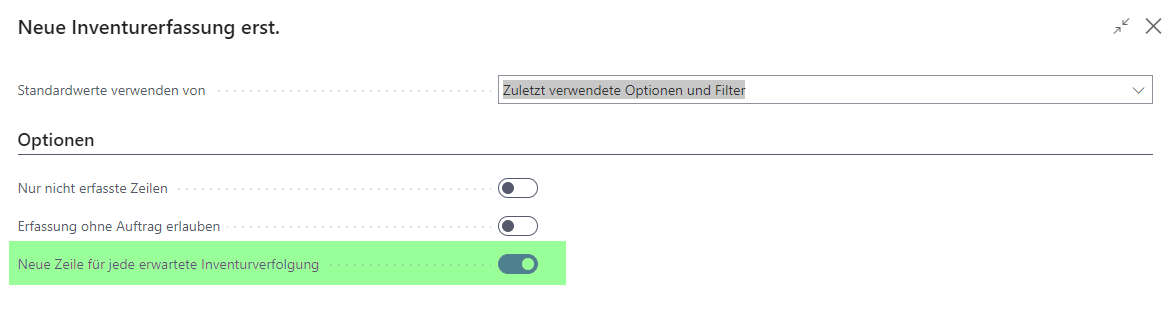 Neue Inventurerfassung erst.
Standardwerte verwenden von
Zuletzt verwendete Optionen und Filter
Optionen
Nur nicht erfasste Zeilen
Erfassung ohne Auftrag erlauben
Neue Zeile für jede erwartete Inventurverfolgung